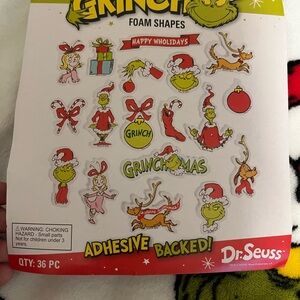 GRINCH
FOAM SHAPES
HAPPY WHOLIDAYS
GRINCH
GRINCHMAS
⚠ WARNING: CHOKING
HAZARD - Small parts
Not for children under 3
years.
ADHESIVE BACKED!
QTY: 36 PC
Dr. Seuss